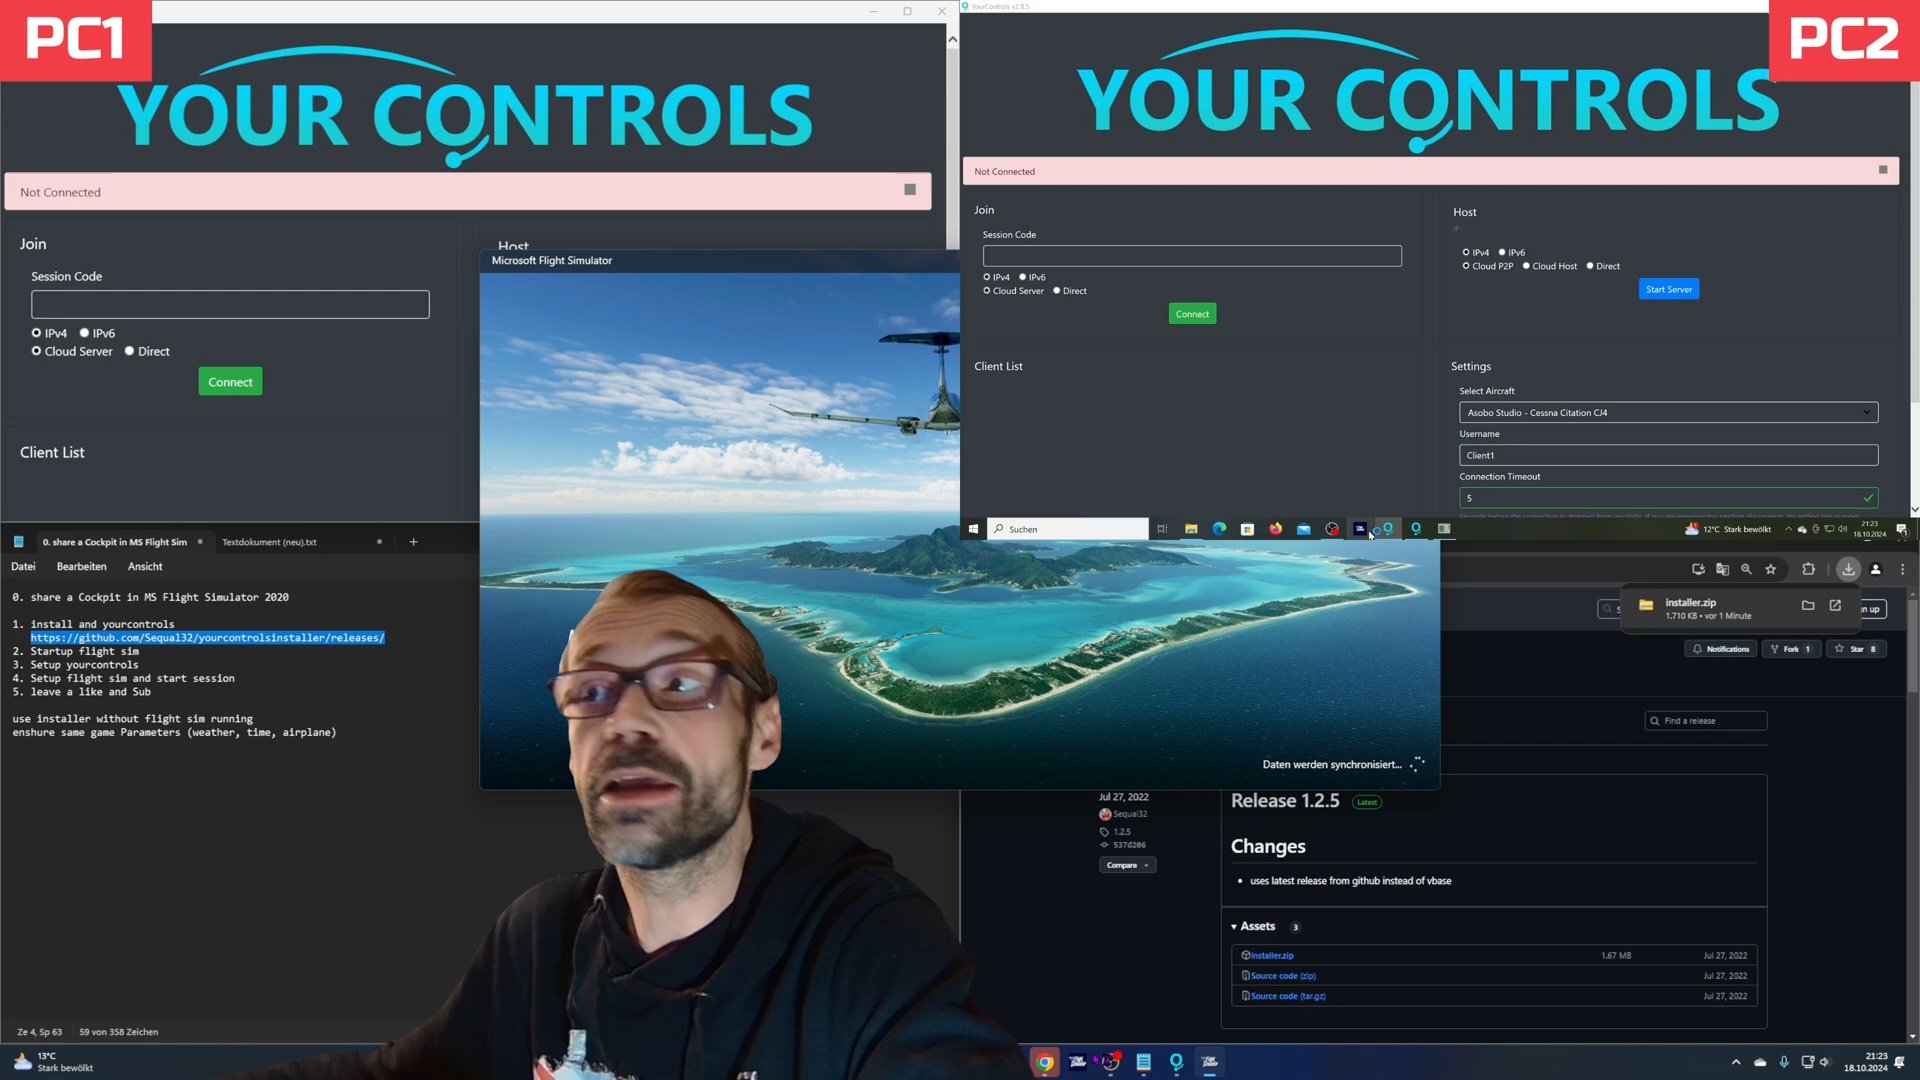 PC1
YOUR CONTROLS
Not Connected
Join
Session Code
IPv4 IPv6
Cloud Server Direct
Connect
Client List
Host
Microsoft Flight Simulator
Daten werden synchronisiert...
YourControls v2.8.5
PC2
YOUR CONTROLS
Not Connected
Join
Session Code
IPv4 IPv6
Cloud Server Direct
Connect
Client List
Host
IP
IPv4 IPv6
Cloud P2P Cloud Host Direct
Start Server
Settings
Select Aircraft
Asobo Studio - Cessna Citation CJ4
Username
Client1
Connection Timeout
5
Suchen
12°C Stark bewölkt
21:23
18.10.2024
0. share a Cockpit in MS Flight Sim
Textdokument (neu).txt
Datei Bearbeiten Ansicht
0. share a Cockpit in MS Flight Simulator 2020
1. install and yourcontrols
https://github.com/Sequal32/yourcontrolsinstaller/releases/
2. Startup flight sim
3. Setup yourcontrols
4. Setup flight sim and start session
5. leave a like and Sub
use installer without flight sim running
enshure same game Parameters (weather, time, airplane)
Ze 4, Sp 63
59 von 358 Zeichen
installer.zip
1.710 KB • vor 1 Minute
up
Notifications
Fork 1
Star 8
Find a release
Jul 27, 2022
Sequal32
1.2.5
537d206
Compare
Release 1.2.5
Latest
Changes
uses latest release from github instead of vbase
Assets 3
installer.zip 1.67 MB Jul 27, 2022
Source code (zip) Jul 27, 2022
Source code (tar.gz) Jul 27, 2022
13°C
Stark bewölkt
21:23
18.10.2024